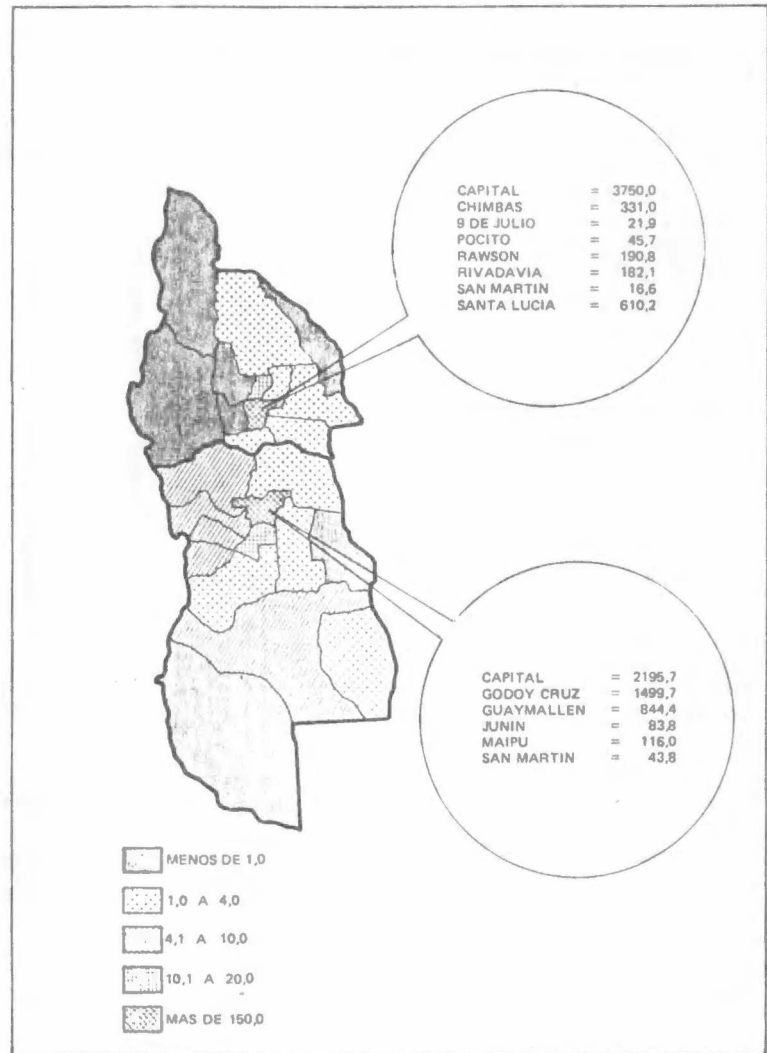 CAPITAL = 3750,0
CHIMBAS = 331,0
9 DE JULIO = 21,9
POCITO = 45,7
RAWSON = 190,8
RIVADAVIA = 182,1
SAN MARTIN = 16,6
SANTA LUCIA = 610,2
CAPITAL = 2195,7
GODOY CRUZ = 1499,7
GUAYMALLEN = 844,4
JUNIN = 83,8
MAIPU = 116,0
SAN MARTIN = 43,8
MENOS DE 1,0
1,0 A 4,0
4,1 A 10,0
10,1 A 20,0
MAS DE 150,0